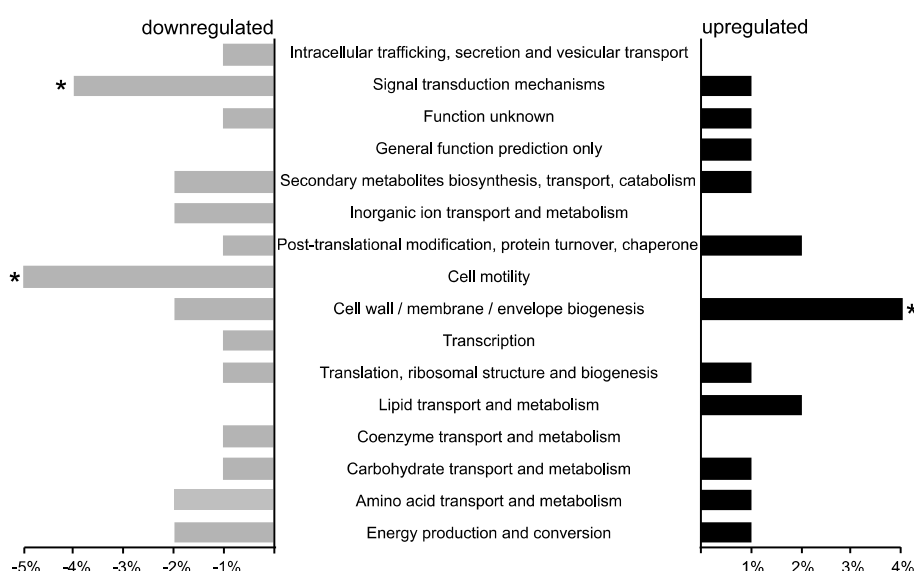 downregulated
upregulated
Intracellular trafficking, secretion and vesicular transport
* Signal transduction mechanisms
Function unknown
General function prediction only
Secondary metabolites biosynthesis, transport, catabolism
Inorganic ion transport and metabolism
Post-translational modification, protein turnover, chaperone
* Cell motility
Cell wall / membrane / envelope biogenesis *
Transcription
Translation, ribosomal structure and biogenesis
Lipid transport and metabolism
Coenzyme transport and metabolism
Carbohydrate transport and metabolism
Amino acid transport and metabolism
Energy production and conversion
-5% -4% -3% -2% -1% 1% 2% 3% 4%